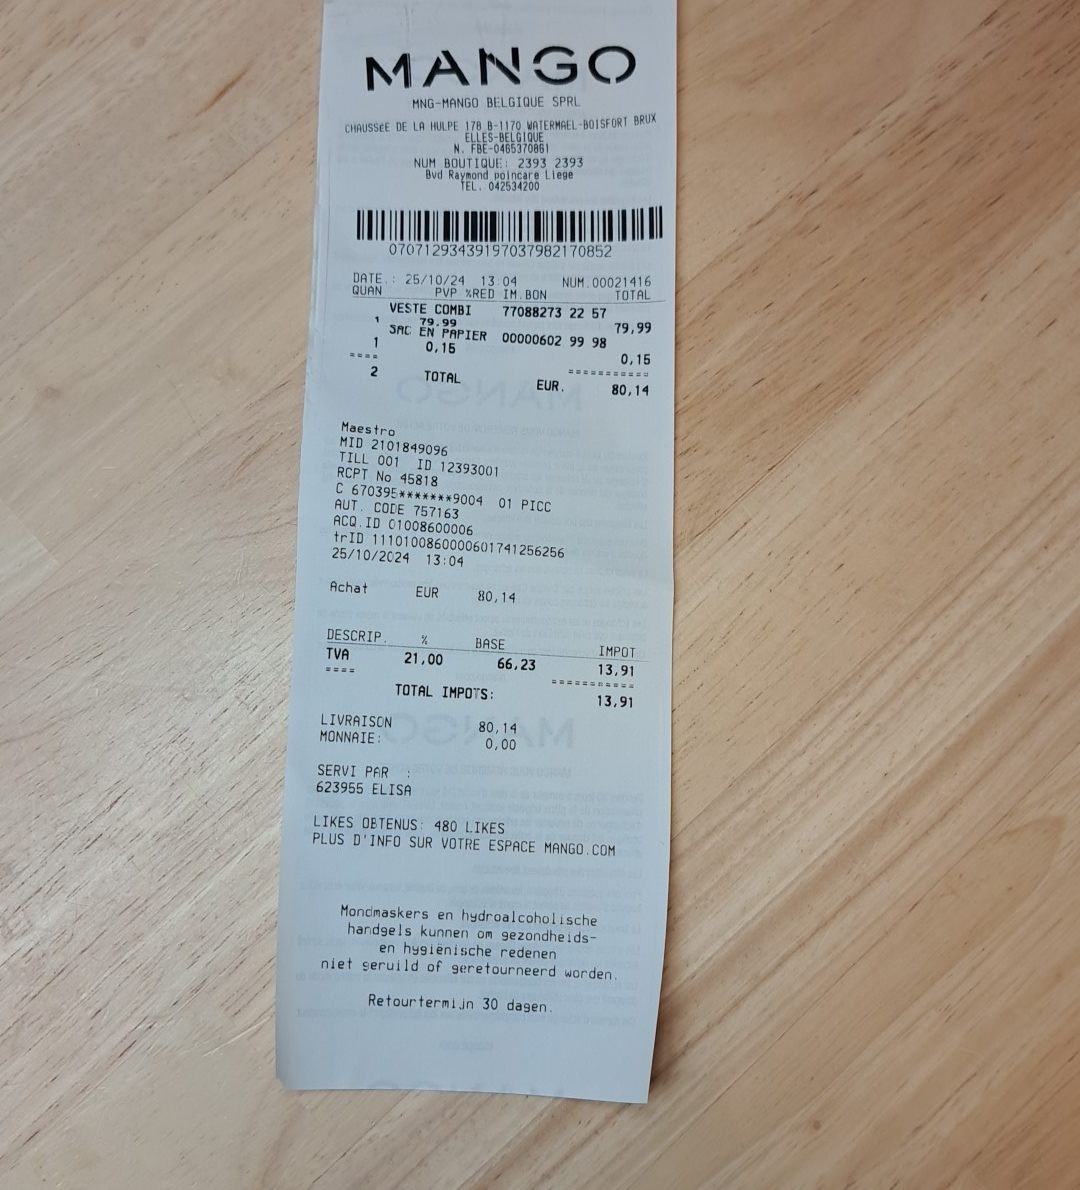 MANGO
MNG-MANGO BELGIQUE SPRL
CHAUSSÉE DE LA HULPE 178 B-1170 WATERMAEL-BOISFORT BRUX
ELLES-BELGIQUE
N. FBE-0465370861
NUM BOUTIQUE: 2393 2393
Bvd Raymond poincare Liege
TEL. 042534200
0707129343919703798217085​2
DATE.: 25/10/24 13:04 NUM.00021416
QUAN PVP %RED IM.BON TOTAL
VESTE COMBI 77088273 22 57
1 79,99 79,99
SAC EN PAPIER 00000602 99 98
1 0,15 0,15
==== ===========
2 TOTAL EUR. 80,14
Maestro
MID 2101849096
TILL 001 ID 12393001
RCPT No 45818
C 670395*******9004 01 PICC
AUT. CODE 757163
ACQ.ID 01008600006
trID 1110100860000601741256256
25/10/2024 13:04
Achat EUR 80,14
DESCRIP. % BASE IMPOT
TVA 21,00 66,23 13,91
==== ===========
TOTAL IMPOTS: 13,91
LIVRAISON 80,14
MONNAIE: 0,00
SERVI PAR :
623955 ELISA
LIKES OBTENUS: 480 LIKES
PLUS D'INFO SUR VOTRE ESPACE MANGO.COM
Mondmaskers en hydroalcoholische
handgels kunnen om gezondheids-
en hygiënische redenen
niet geruild of geretourneerd worden.
Retourtermijn 30 dagen.